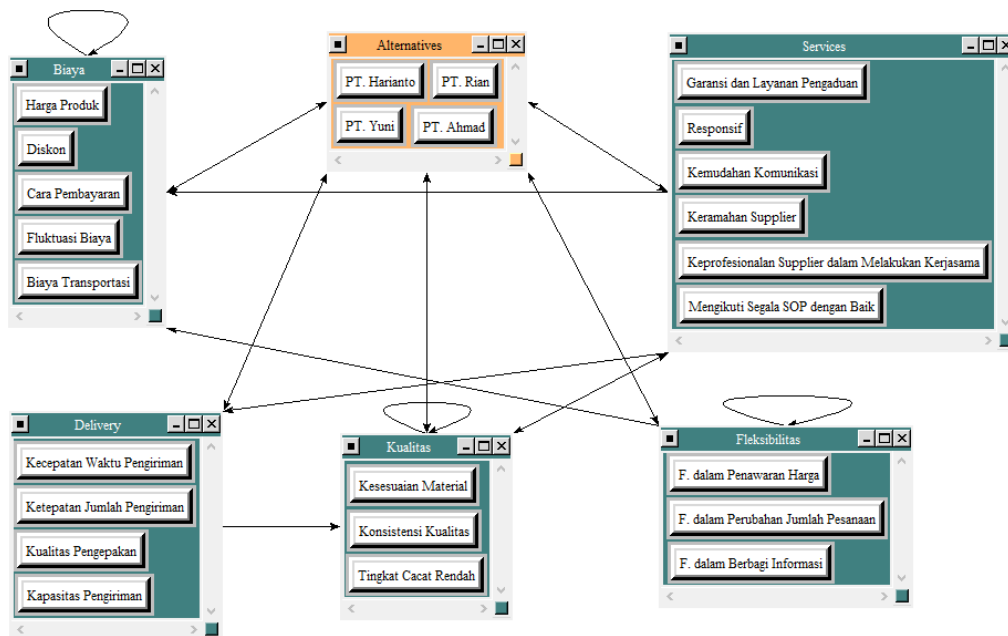 Biaya
Harga Produk
Diskon
Cara Pembayaran
Fluktuasi Biaya
Biaya Transportasi
Alternatives
PT. Harianto
PT. Rian
PT. Yuni
PT. Ahmad
Services
Garansi dan Layanan Pengaduan
Responsif
Kemudahan Komunikasi
Keramahan Supplier
Keprofesionalan Supplier dalam Melakukan Kerjasama
Mengikuti Segala SOP dengan Baik
Delivery
Kecepatan Waktu Pengiriman
Ketepatan Jumlah Pengiriman
Kualitas Pengepakan
Kapasitas Pengiriman
Kualitas
Kesesuaian Material
Konsistensi Kualitas
Tingkat Cacat Rendah
Fleksibilitas
F. dalam Penawaran Harga
F. dalam Perubahan Jumlah Pesanaan
F. dalam Berbagi Informasi